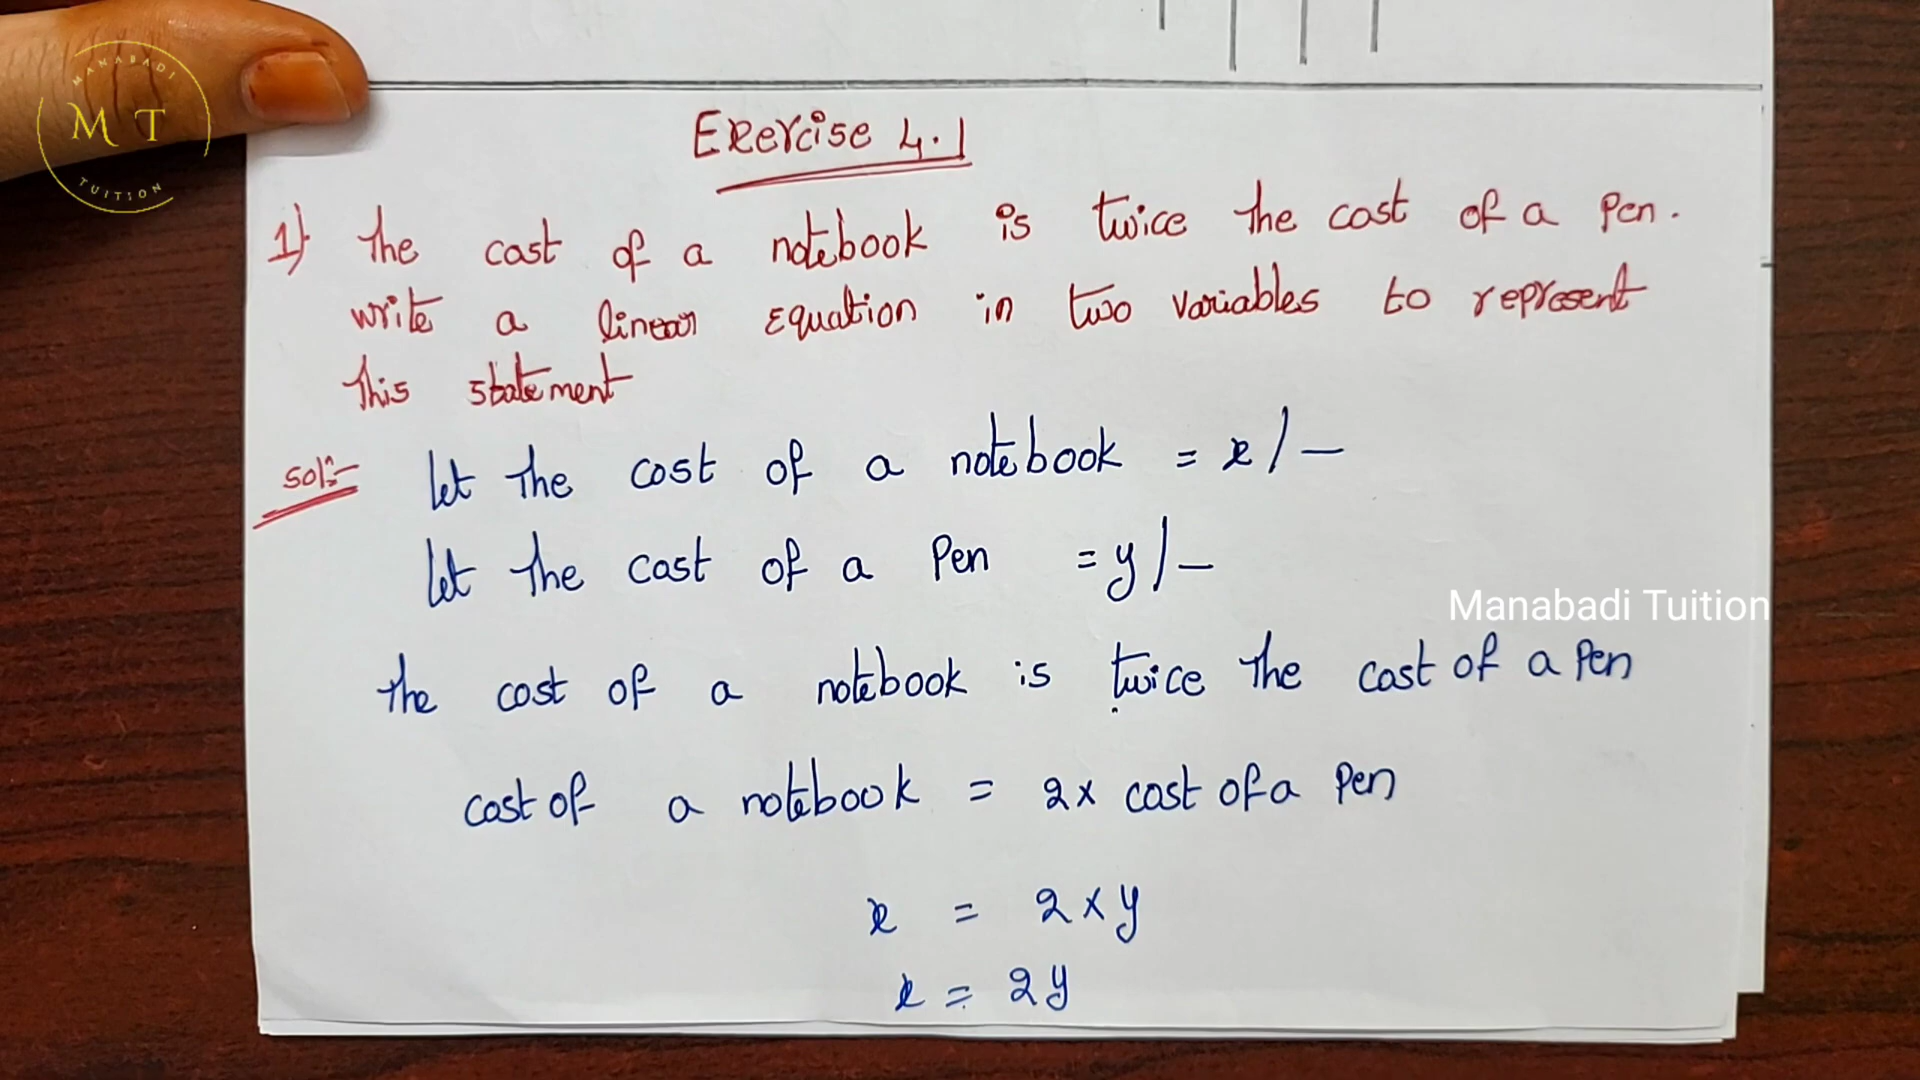 MANABADI
M T
TUITION
Exercise 4.1
1) The cost of a notebook is twice the cost of a Pen.
write a linear Equation in two variables to represent
this statement
Sol:-  let the cost of a notebook = x/-
let the cost of a Pen = y/-
Manabadi Tuition
the cost of a notebook is twice the cost of a Pen
cost of a notebook = 2x cost of a Pen
x = 2 x y
x = 2y